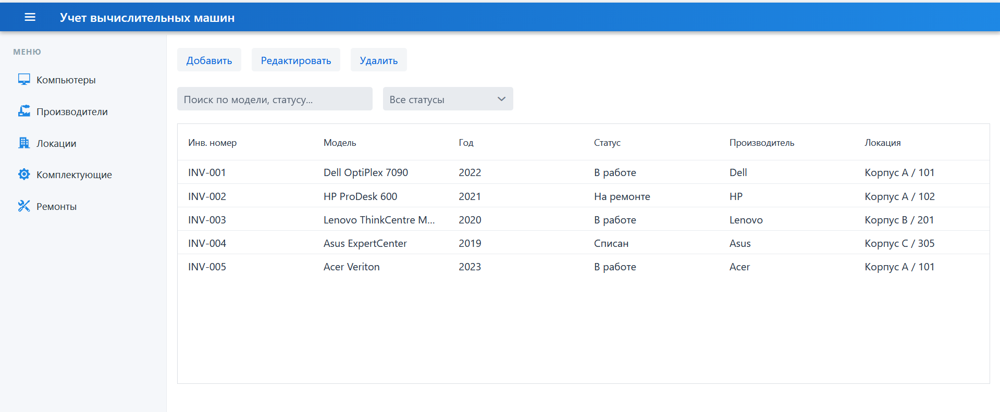 Учет вычислительных машин
МЕНЮ
Компьютеры
Производители
Локации
Комплектующие
Ремонты
Добавить Редактировать Удалить
Поиск по модели, статусу... Все статусы
Инв. номер Модель Год Статус Производитель Локация
INV-001 Dell OptiPlex 7090 2022 В работе Dell Корпус А / 101
INV-002 HP ProDesk 600 2021 На ремонте HP Корпус А / 102
INV-003 Lenovo ThinkCentre M... 2020 В работе Lenovo Корпус B / 201
INV-004 Asus ExpertCenter 2019 Списан Asus Корпус C / 305
INV-005 Acer Veriton 2023 В работе Acer Корпус А / 101